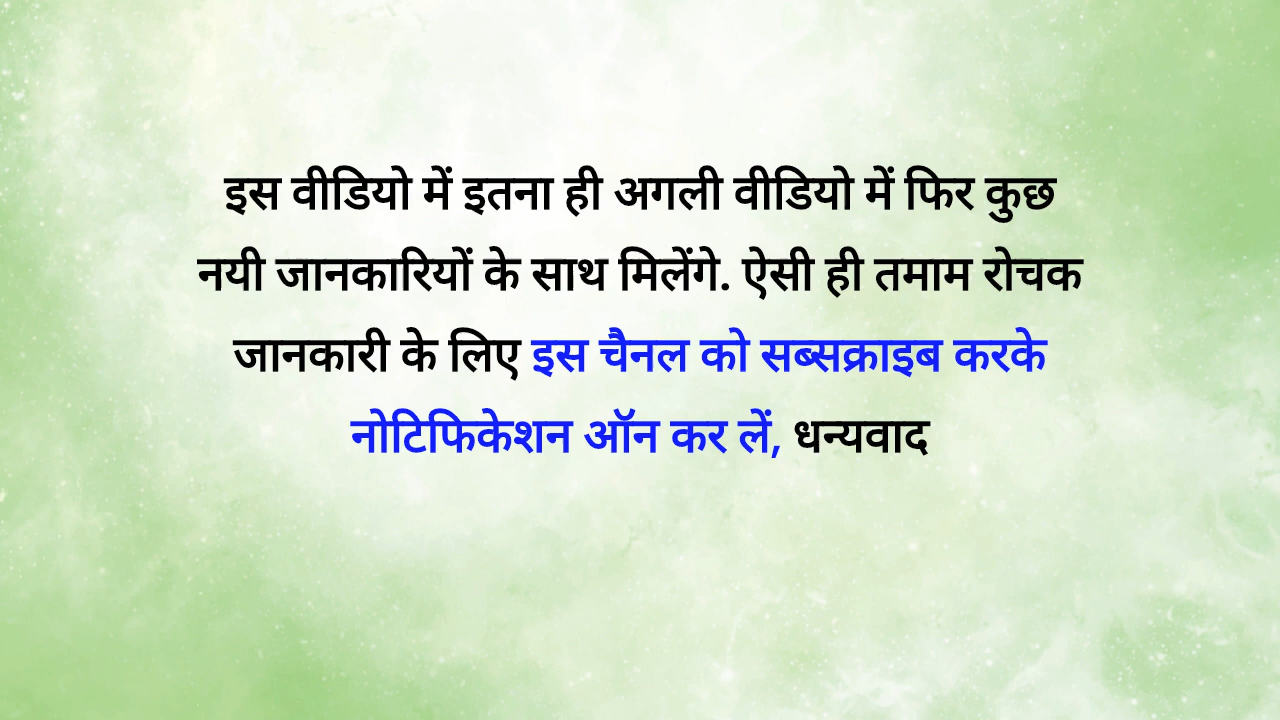 इस वीडियो में इतना ही अगली वीडियो में फिर कुछ
नयी जानकारियों के साथ मिलेंगे. ऐसी ही तमाम रोचक
जानकारी के लिए इस चैनल को सब्सक्राइब करके
नोटिफिकेशन ऑन कर लें, धन्यवाद